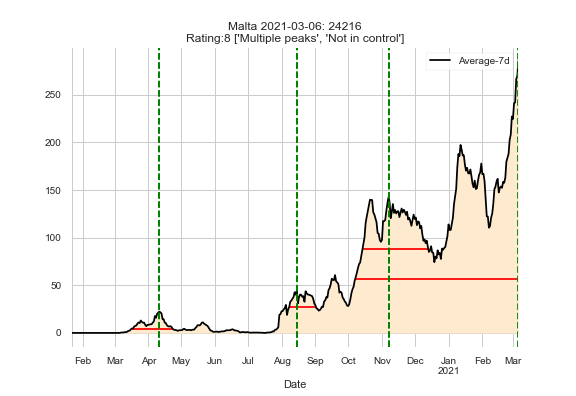 Malta 2021-03-06: 24216
Rating:8 ['Multiple peaks', 'Not in control']
Average-7d
250
200
150
100
50
0
Feb Mar Apr May Jun Jul Aug Sep Oct Nov Dec Jan Feb Mar
2021
Date